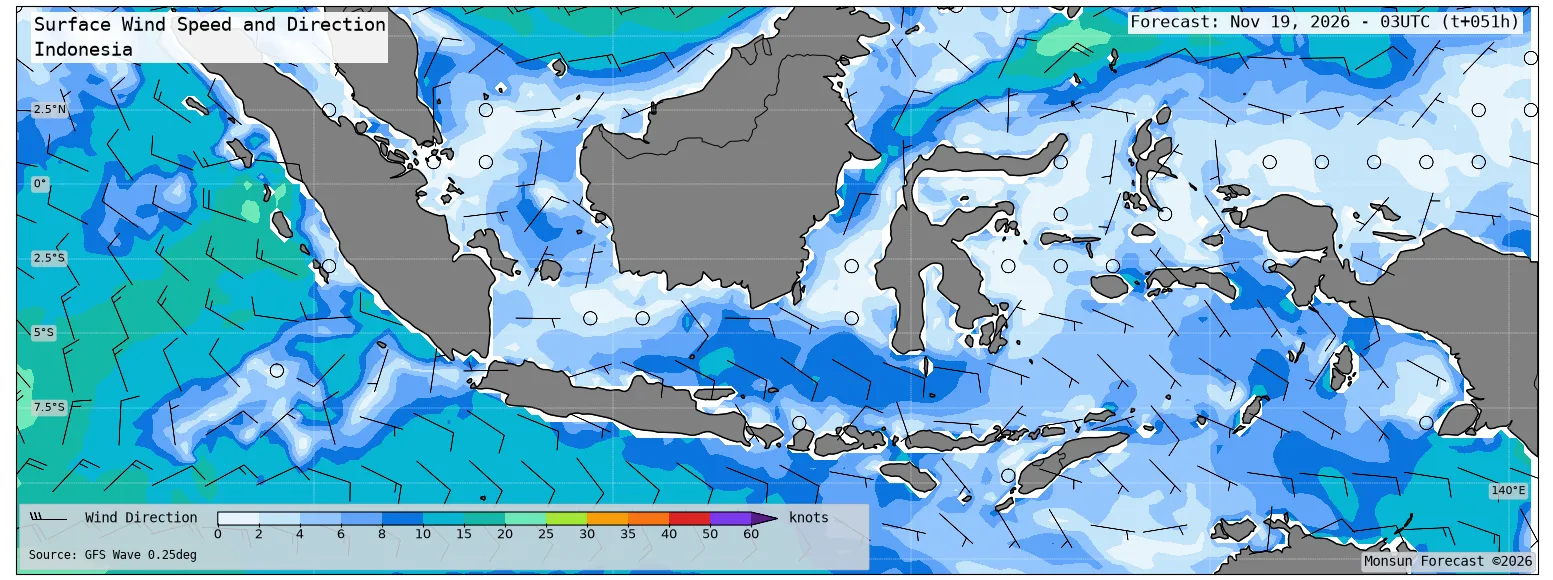 Surface Wind Speed and Direction
Indonesia
Forecast: Nov 19, 2026 - 03UTC (t+051h)
2.5°N
0°
2.5°S
5°S
7.5°S
140°E
Wind Direction
0 2 4 6 8 10 15 20 25 30 35 40 50 60
knots
Source: GFS Wave 0.25deg
Monsun Forecast ©2026